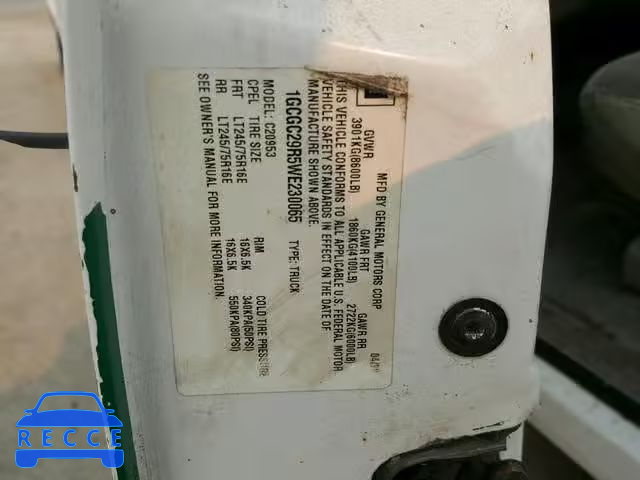 MFD BY GENERAL MOTORS CORP
GVWR GAWR FRT GAWR RR
3901KG(8600LB) 1860KG(4100LB) 2722KG(6000LB)
THIS VEHICLE CONFORMS TO ALL APPLICABLE U.S. FEDERAL MOTOR
VEHICLE SAFETY STANDARDS IN EFFECT ON THE DATE OF
MANUFACTURE SHOWN ABOVE.
1GCGC29R5WE230065 TYPE: TRUCK
MODEL: C20953
CPEL TIRE SIZE RIM COLD TIRE PRESSURE
FRT LT245/75R16E 16X6.5K 340KPA(50PSI)
RR LT245/75R16E 16X6.5K 550KPA(80PSI)
SEE OWNER'S MANUAL FOR MORE INFORMATION.
RECCE